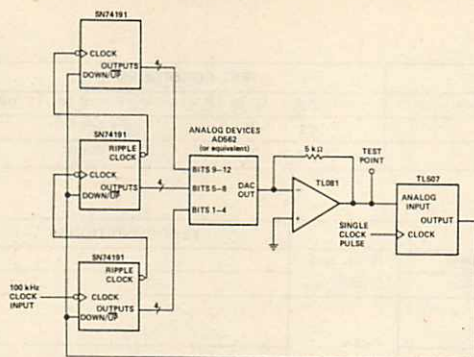 SN74191
CLOCK
OUTPUTS
4
DOWN/UP
SN74191
RIPPLE
CLOCK
CLOCK
OUTPUTS
4
DOWN/UP
SN74191
RIPPLE
CLOCK
100 kHz
CLOCK
INPUT
CLOCK
OUTPUTS
4
DOWN/UP
ANALOG DEVICES
AD562
(or equivalent)
BITS 9–12
BITS 5–8
BITS 1–4
DAC
OUT
5 kΩ
−
+
TL081
TEST
POINT
TL507
ANALOG
INPUT
OUTPUT
CLOCK
SINGLE
CLOCK
PULSE